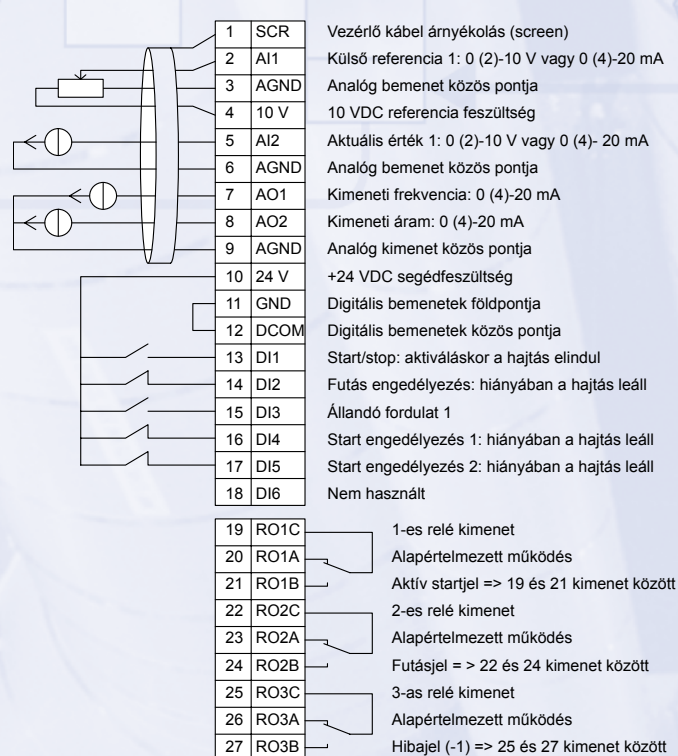 1 SCR Vezérlő kábel árnyékolás (screen)
2 AI1 Külső referencia 1: 0 (2)-10 V vagy 0 (4)-20 mA
3 AGND Analóg bemenet közös pontja
4 10 V 10 VDC referencia feszültség
5 AI2 Aktuális érték 1: 0 (2)-10 V vagy 0 (4)- 20 mA
6 AGND Analóg bemenet közös pontja
7 AO1 Kimeneti frekvencia: 0 (4)-20 mA
8 AO2 Kimeneti áram: 0 (4)-20 mA
9 AGND Analóg kimenet közös pontja
10 24 V +24 VDC segédfeszültség
11 GND Digitális bemenetek földpontja
12 DCOM Digitális bemenetek közös pontja
13 DI1 Start/stop: aktiváláskor a hajtás elindul
14 DI2 Futás engedélyezés: hiányában a hajtás leáll
15 DI3 Állandó fordulat 1
16 DI4 Start engedélyezés 1: hiányában a hajtás leáll
17 DI5 Start engedélyezés 2: hiányában a hajtás leáll
18 DI6 Nem használt
19 RO1C 1-es relé kimenet
20 RO1A Alapértelmezett működés
21 RO1B Aktív startjel => 19 és 21 kimenet között
22 RO2C 2-es relé kimenet
23 RO2A Alapértelmezett működés
24 RO2B Futásjel = > 22 és 24 kimenet között
25 RO3C 3-as relé kimenet
26 RO3A Alapértelmezett működés
27 RO3B Hibajel (-1) => 25 és 27 kimenet között